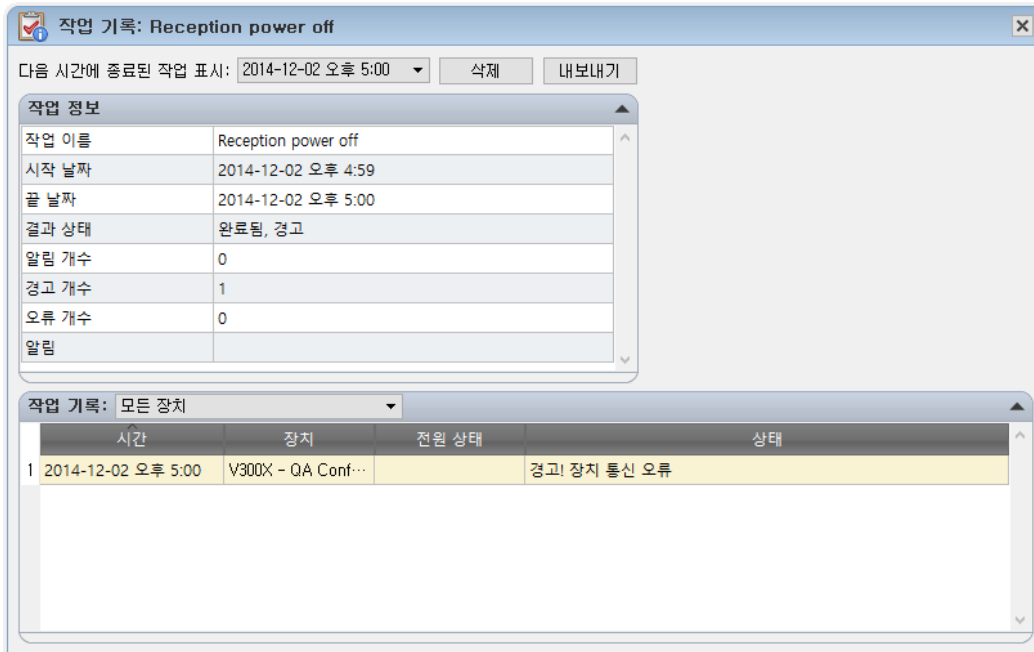 작업 기록: Reception power off
다음 시간에 종료된 작업 표시: 2014-12-02 오후 5:00 삭제 내보내기
작업 정보
작업 이름 Reception power off
시작 날짜 2014-12-02 오후 4:59
끝 날짜 2014-12-02 오후 5:00
결과 상태 완료됨, 경고
알림 개수 0
경고 개수 1
오류 개수 0
알림
작업 기록: 모든 장치
시간 장치 전원 상태 상태
1 2014-12-02 오후 5:00 V300X - QA Conf... 경고! 장치 통신 오류